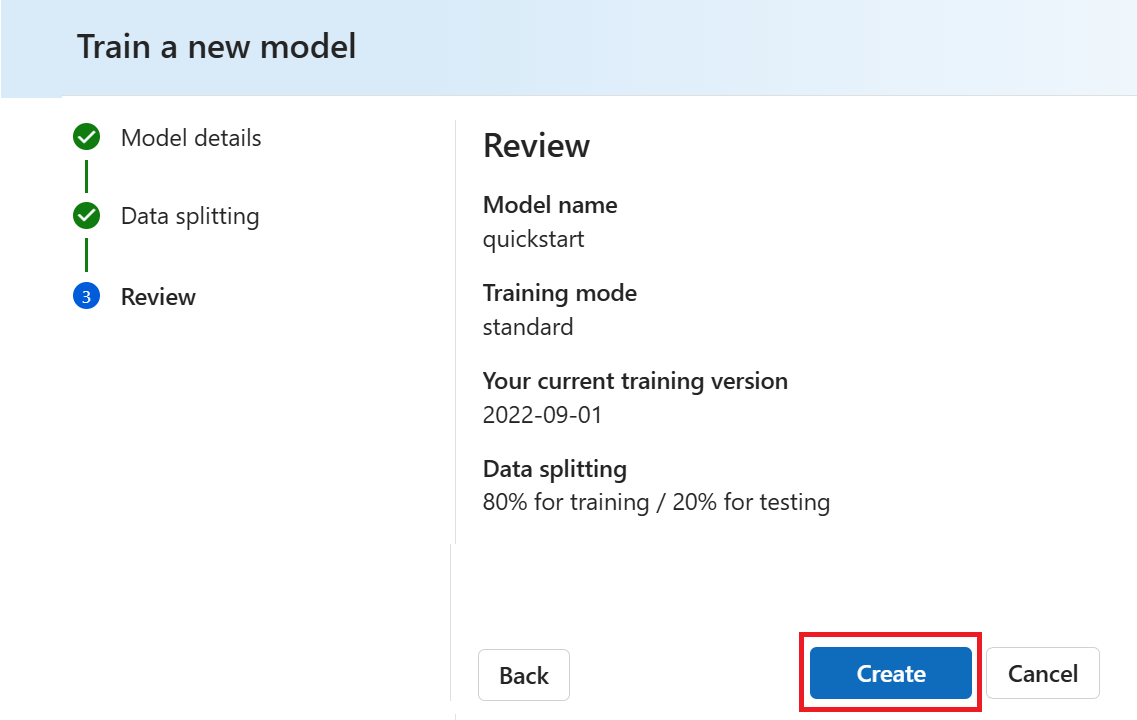 Train a new model
Model details
Data splitting
3
Review
Review
Model name
quickstart
Training mode
standard
Your current training version
2022-09-01
Data splitting
80% for training / 20% for testing
Back
Create
Cancel